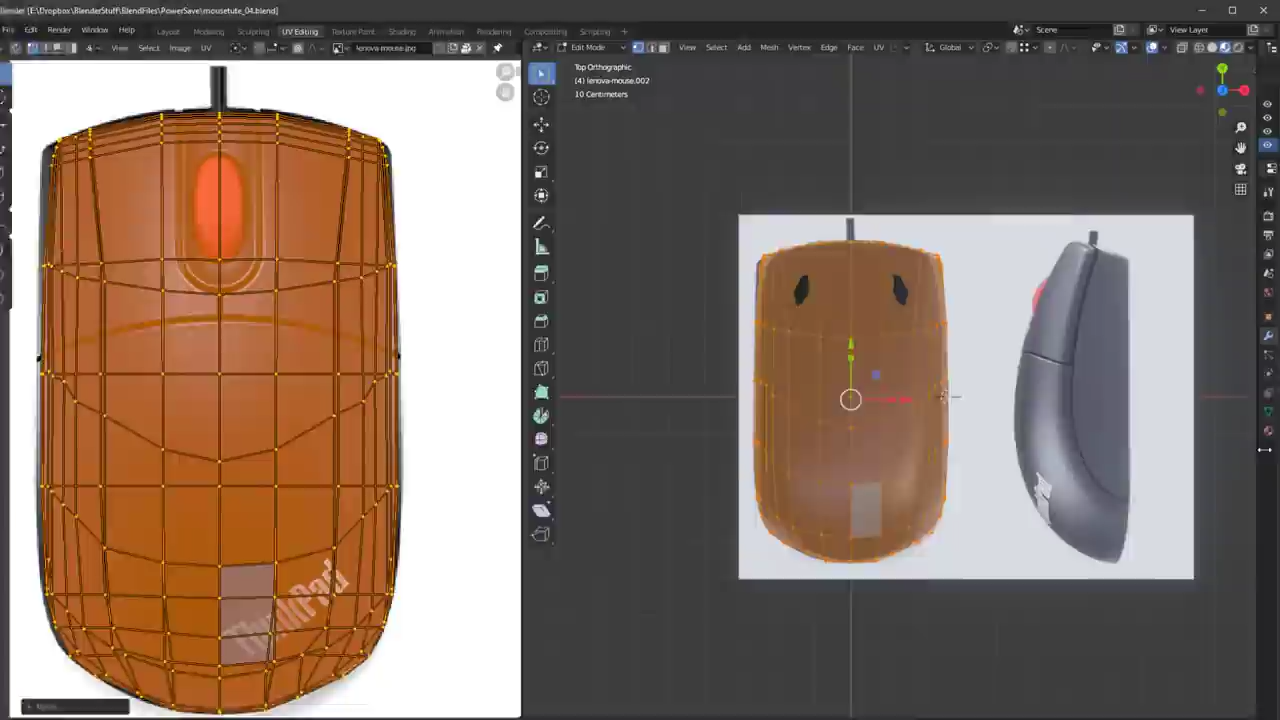 Blender [E:\Dropbox\BlenderStuff\BlendFiles\PowerSave\mousetute_04.blend]
File Edit Render Window Help Layout Modeling UV Editing Texture Paint Shading Animation Rendering Compositing Scripting + Scene View Layer
View Select Image lenova-mouse.jpg Edit Mode View Select Add Mesh Vertex Edge Face UV Global
Top Orthographic
(4) lenova-mouse.002
10 Centimeters
ThinkPad